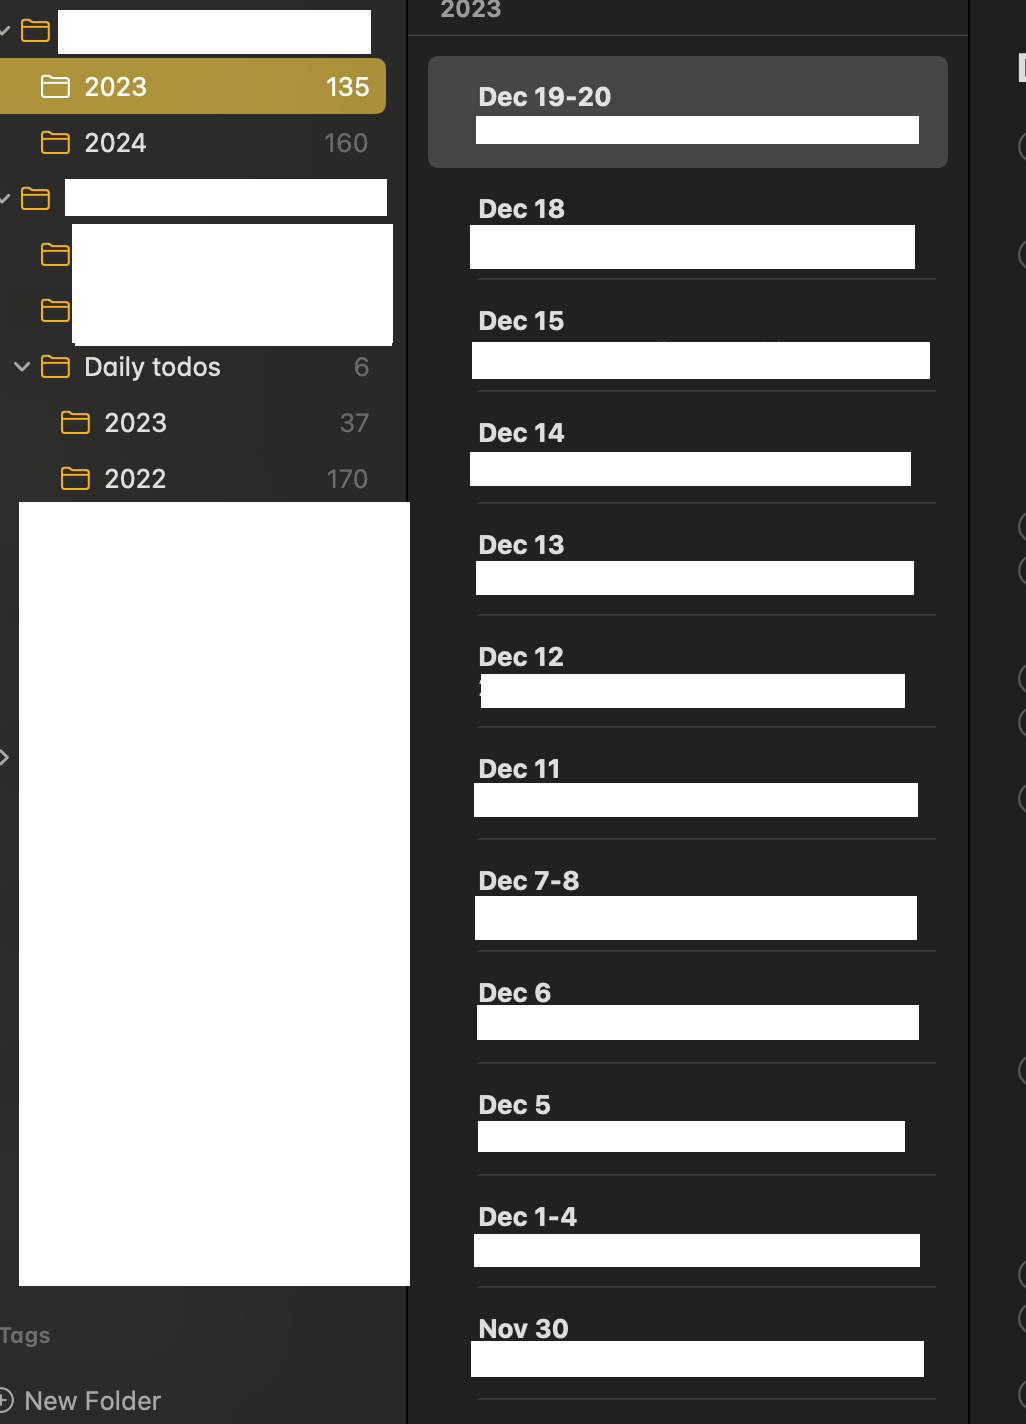 2023 135
2024 160
Daily todos 6
2023 37
2022 170
Tags
New Folder
2023
Dec 19-20
Dec 18
Dec 15
Dec 14
Dec 13
Dec 12
Dec 11
Dec 7-8
Dec 6
Dec 5
Dec 1-4
Nov 30